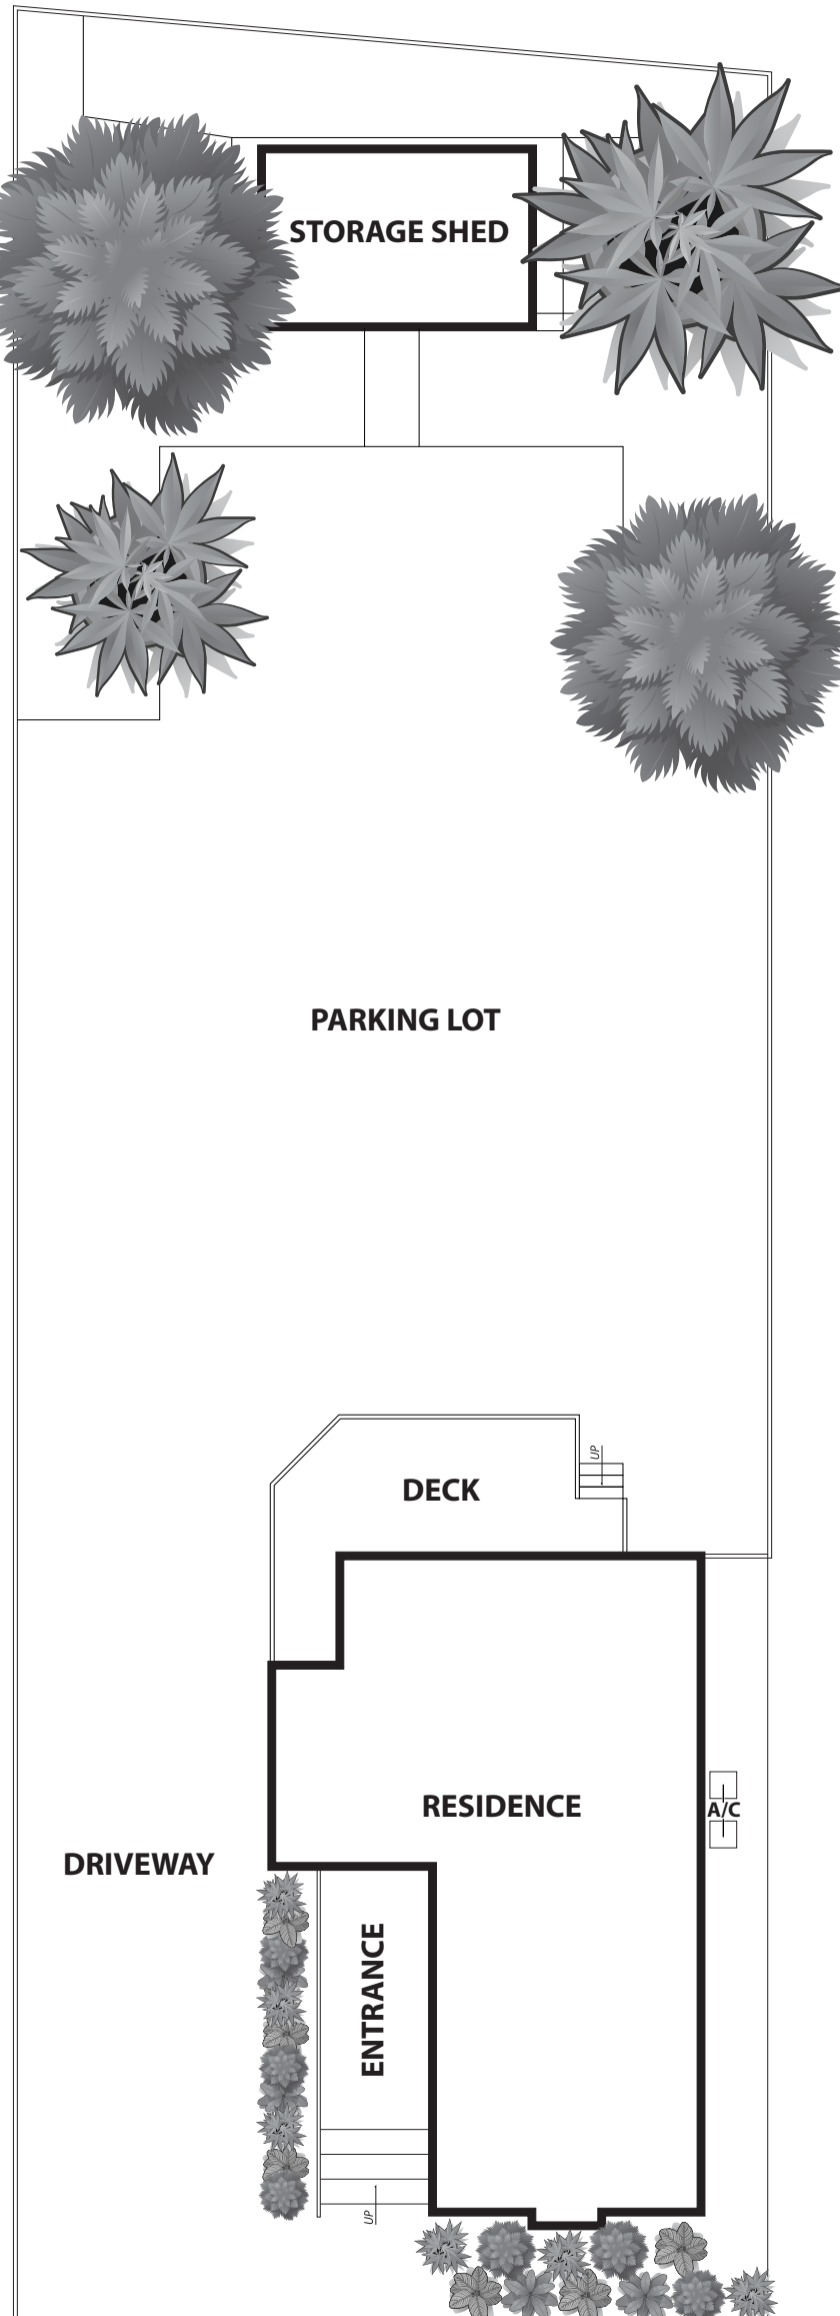 STORAGE SHED
PARKING LOT
UP
DECK
RESIDENCE
A/C
DRIVEWAY
ENTRANCE
UP